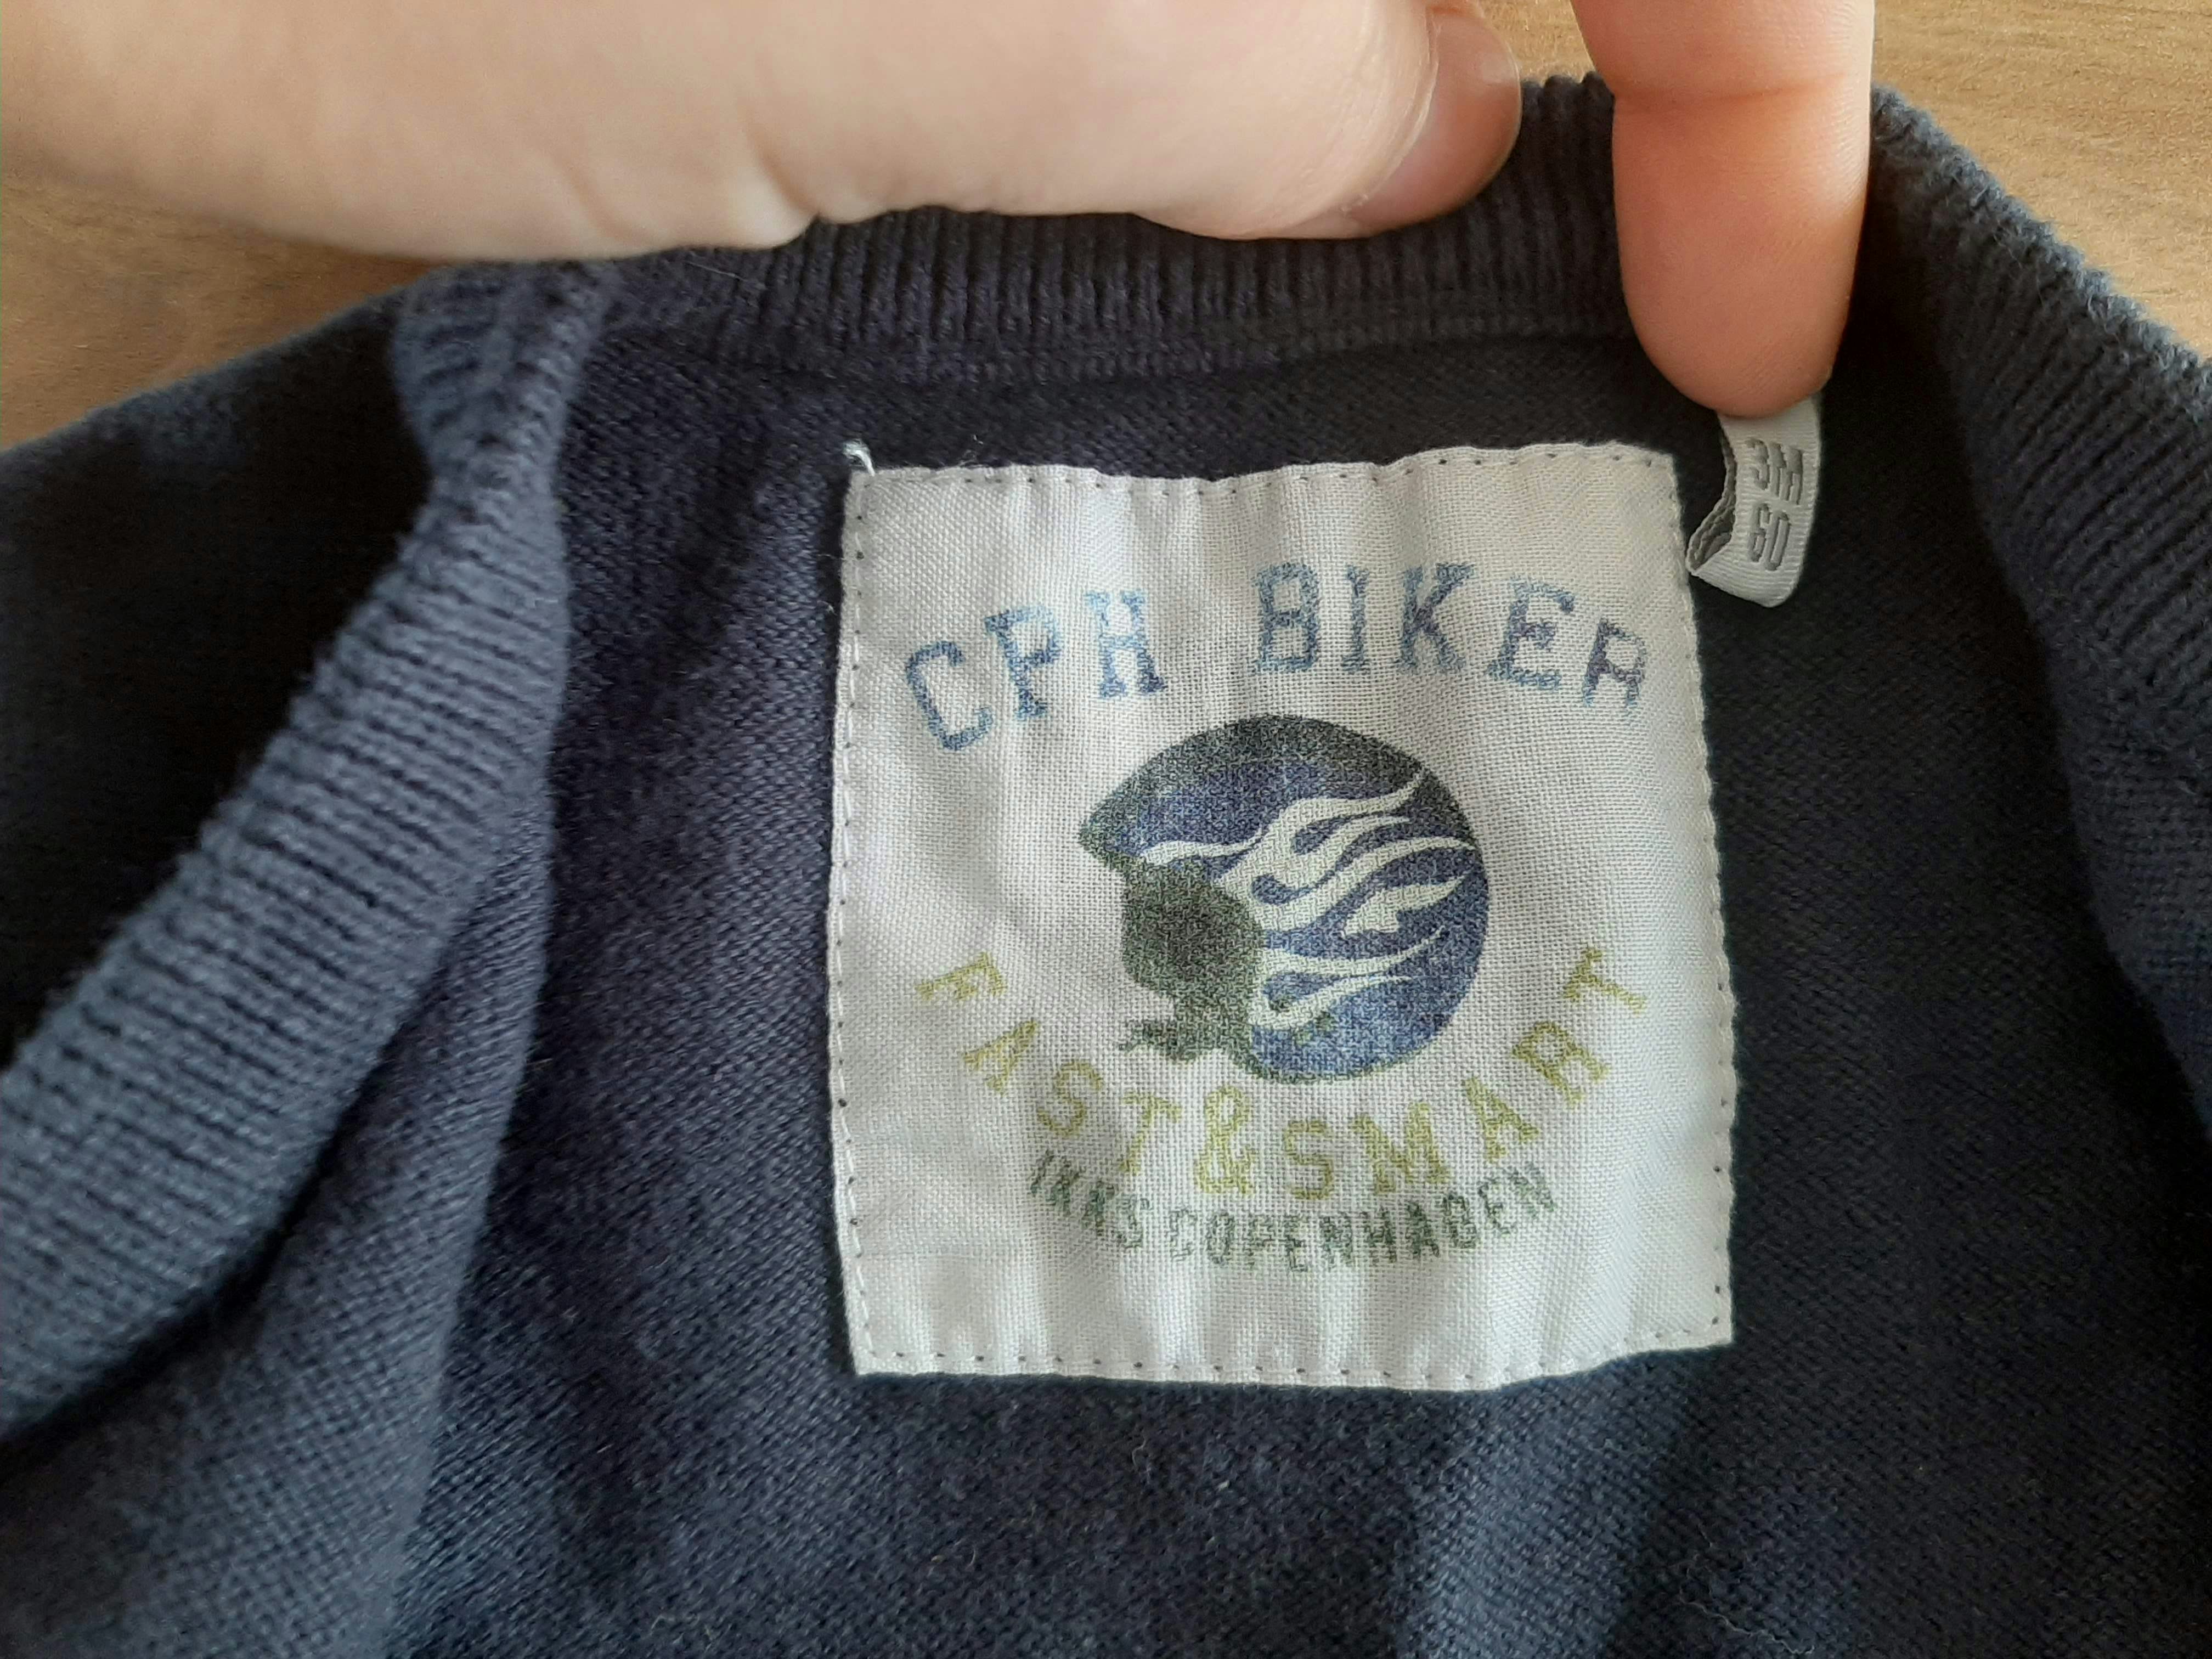 3M
60
CPH BIKER
FAST&SMART
IKKS COPENHAGEN